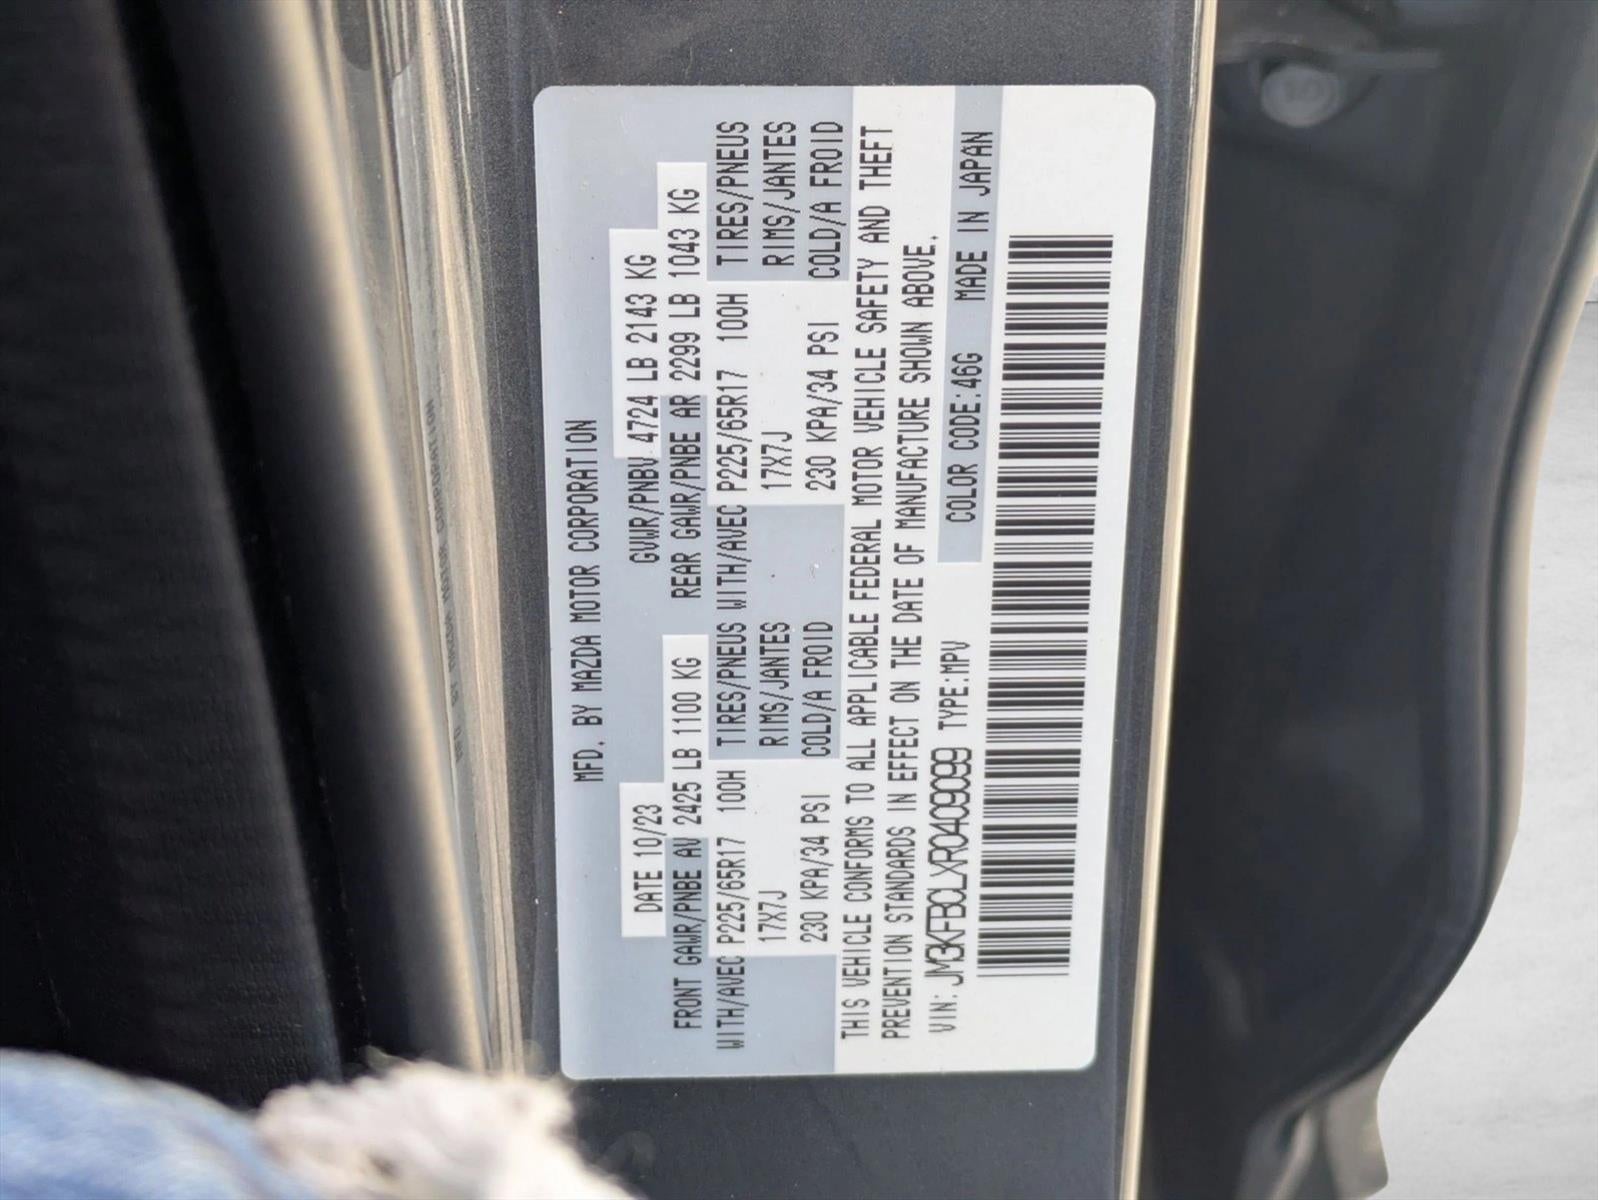 MFD. BY MAZDA MOTOR CORPORATION
DATE 10/23 GVWR/PNBV 4724 LB 2143 KG
FRONT GAWR/PNBE AV 2425 LB 1100 KG REAR GAWR/PNBE AR 2299 LB 1043 KG
WITH/AVEC P225/65R17 100H TIRES/PNEUS WITH/AVEC P225/65R17 100H TIRES/PNEUS
17X7J RIMS/JANTES 17X7J RIMS/JANTES
230 KPA/34 PSI COLD/A FROID 230 KPA/34 PSI COLD/A FROID
THIS VEHICLE CONFORMS TO ALL APPLICABLE FEDERAL MOTOR VEHICLE SAFETY AND THEFT
PREVENTION STANDARDS IN EFFECT ON THE DATE OF MANUFACTURE SHOWN ABOVE.
VIN: JM3KFBCLXR0409099 TYPE:MPV COLOR CODE:46G MADE IN JAPAN